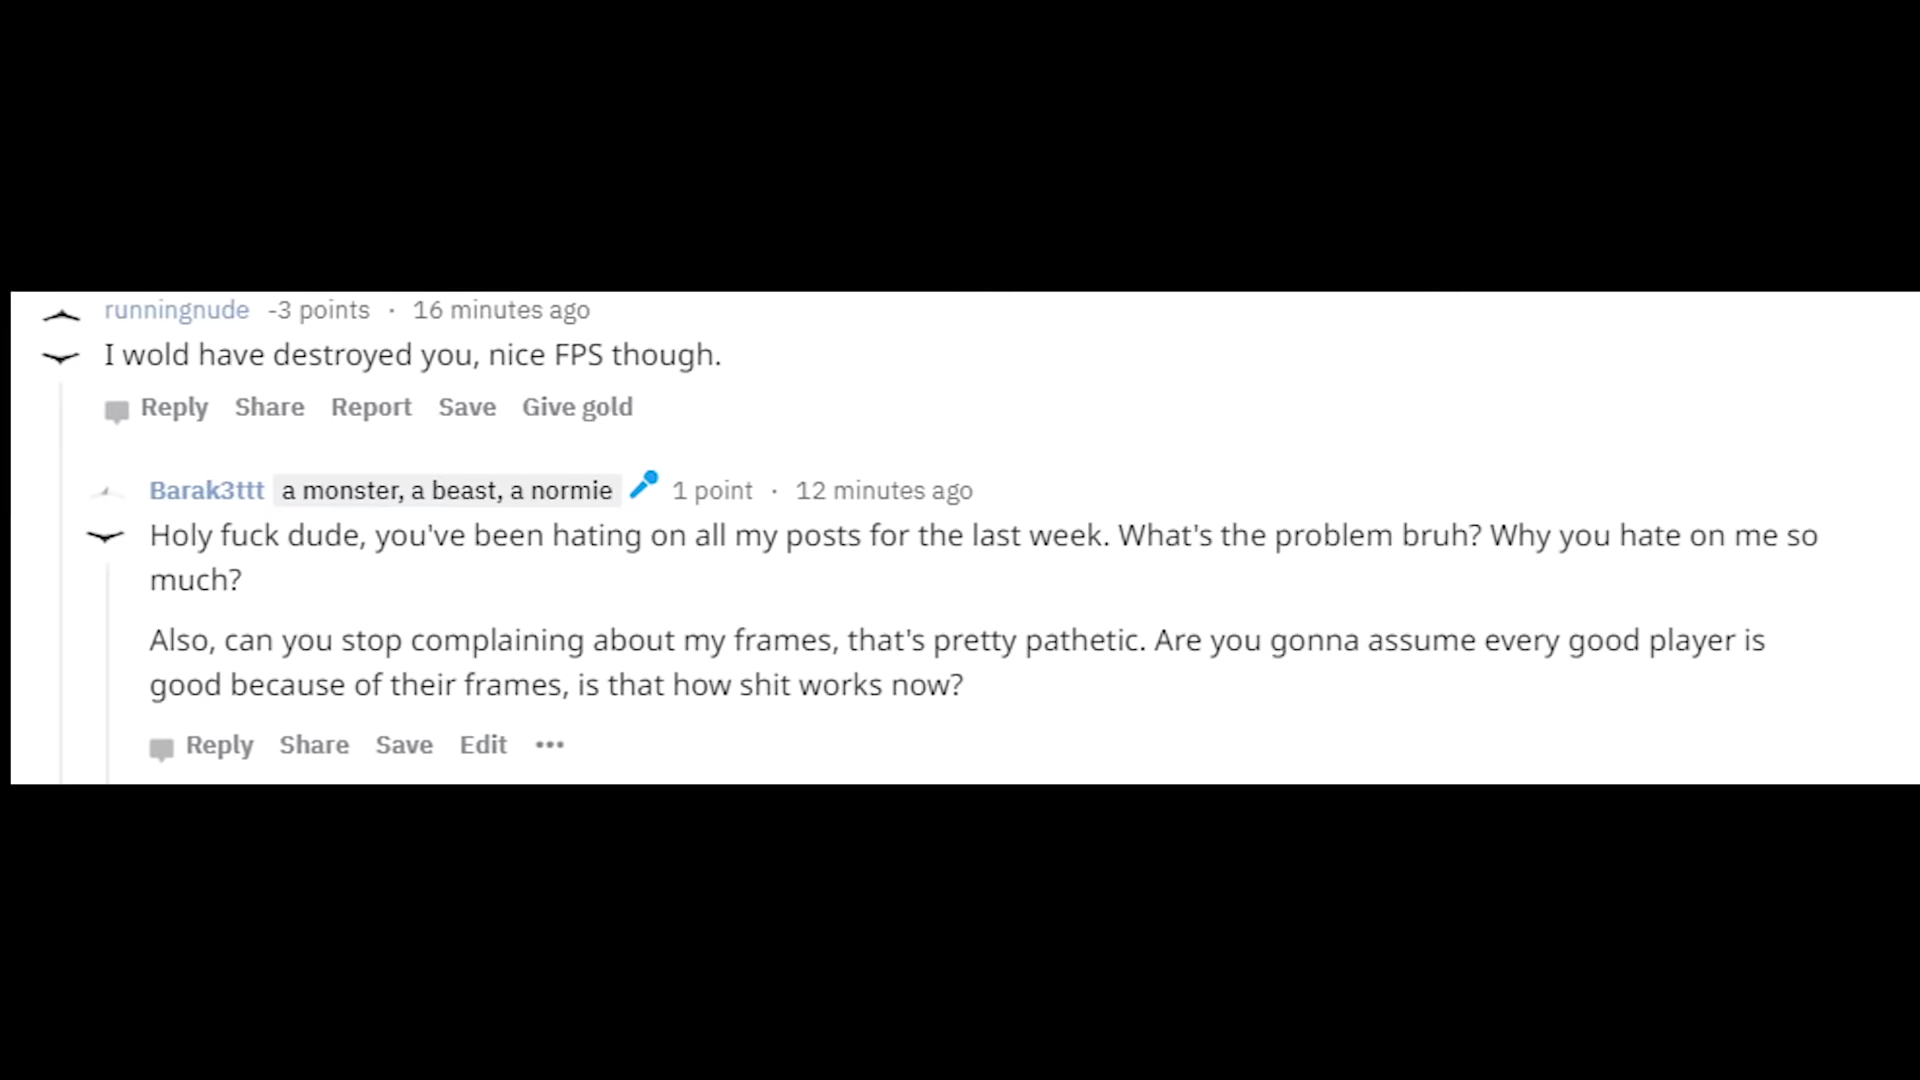 runningnude -3 points · 16 minutes ago
I wold have destroyed you, nice FPS though.
Reply Share Report Save Give gold
Barak3ttt a monster, a beast, a normie 1 point · 12 minutes ago
Holy fuck dude, you've been hating on all my posts for the last week. What's the problem bruh? Why you hate on me so
much?
Also, can you stop complaining about my frames, that's pretty pathetic. Are you gonna assume every good player is
good because of their frames, is that how shit works now?
Reply Share Save Edit •••